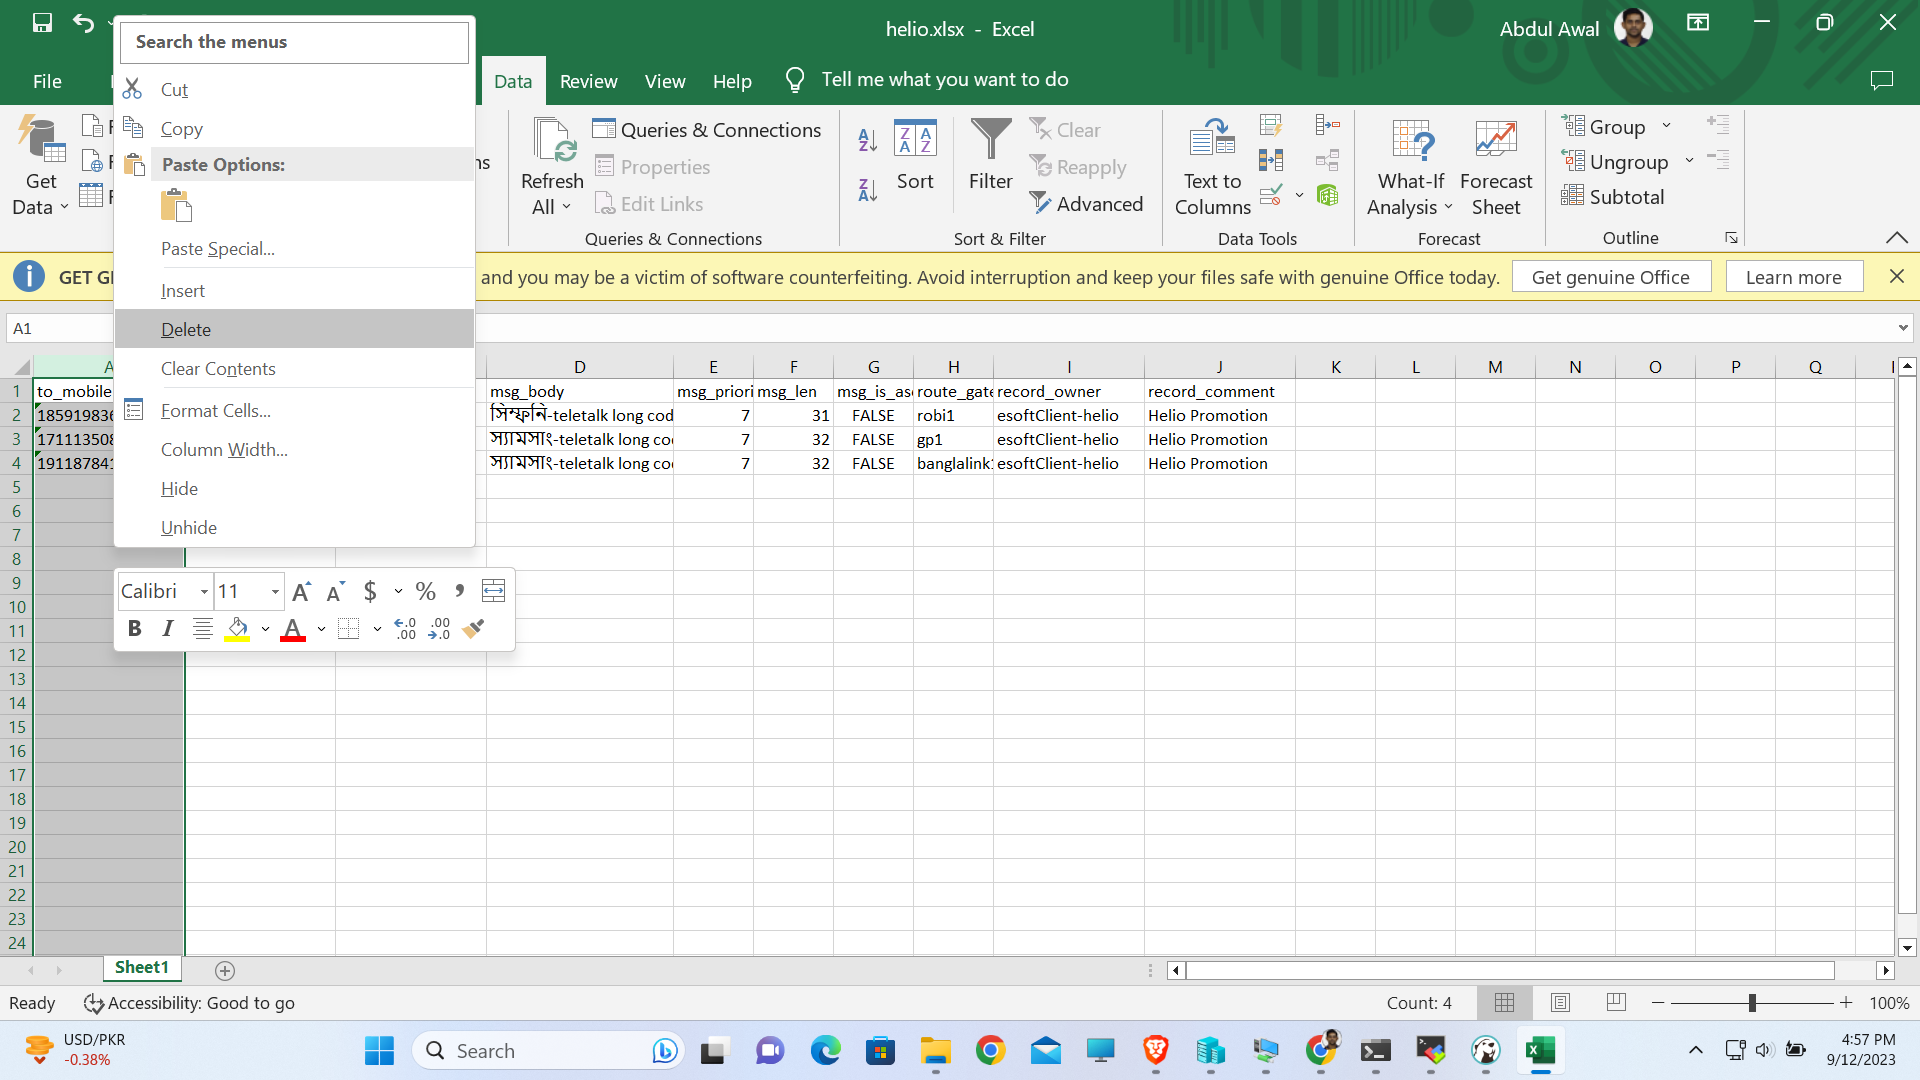 helio.xlsx - Excel
Abdul Awal
Search the menus
File
Data
Review
View
Help
Tell me what you want to do
Cut
Copy
Paste Options:
Paste Special...
Insert
Delete
Clear Contents
Format Cells...
Column Width...
Hide
Unhide
Get
Data
Refresh
All
Queries & Connections
Properties
Edit Links
Queries & Connections
Sort
Filter
Clear
Reapply
Advanced
Sort & Filter
Text to
Columns
Data Tools
What-If
Analysis
Forecast
Sheet
Forecast
Group
Ungroup
Subtotal
Outline
GET and you may be a victim of software counterfeiting. Avoid interruption and keep your files safe with genuine Office today.
Get genuine Office
Learn more
A1
A D E F G H I J K L M N O P Q
1 to_mobile msg_body msg_priori msg_len msg_is_as route_gate record_owner record_comment
2 18591983 সিম্ফনি-teletalk long cod 7 31 FALSE robi1 esoftClient-helio Helio Promotion
3 17111350 স্যামসাং-teletalk long co 7 32 FALSE gp1 esoftClient-helio Helio Promotion
4 19118784 স্যামসাং-teletalk long co 7 32 FALSE banglalink esoftClient-helio Helio Promotion
5
6
7
8
9
10
11
12
13
14
15
16
17
18
19
20
21
22
23
24
Calibri 11 A A $ % ,
B I A .0 .00 .00 .0
Sheet1
Ready
Accessibility: Good to go
Count: 4
100%
USD/PKR
-0.38%
Search
4:57 PM
9/12/2023